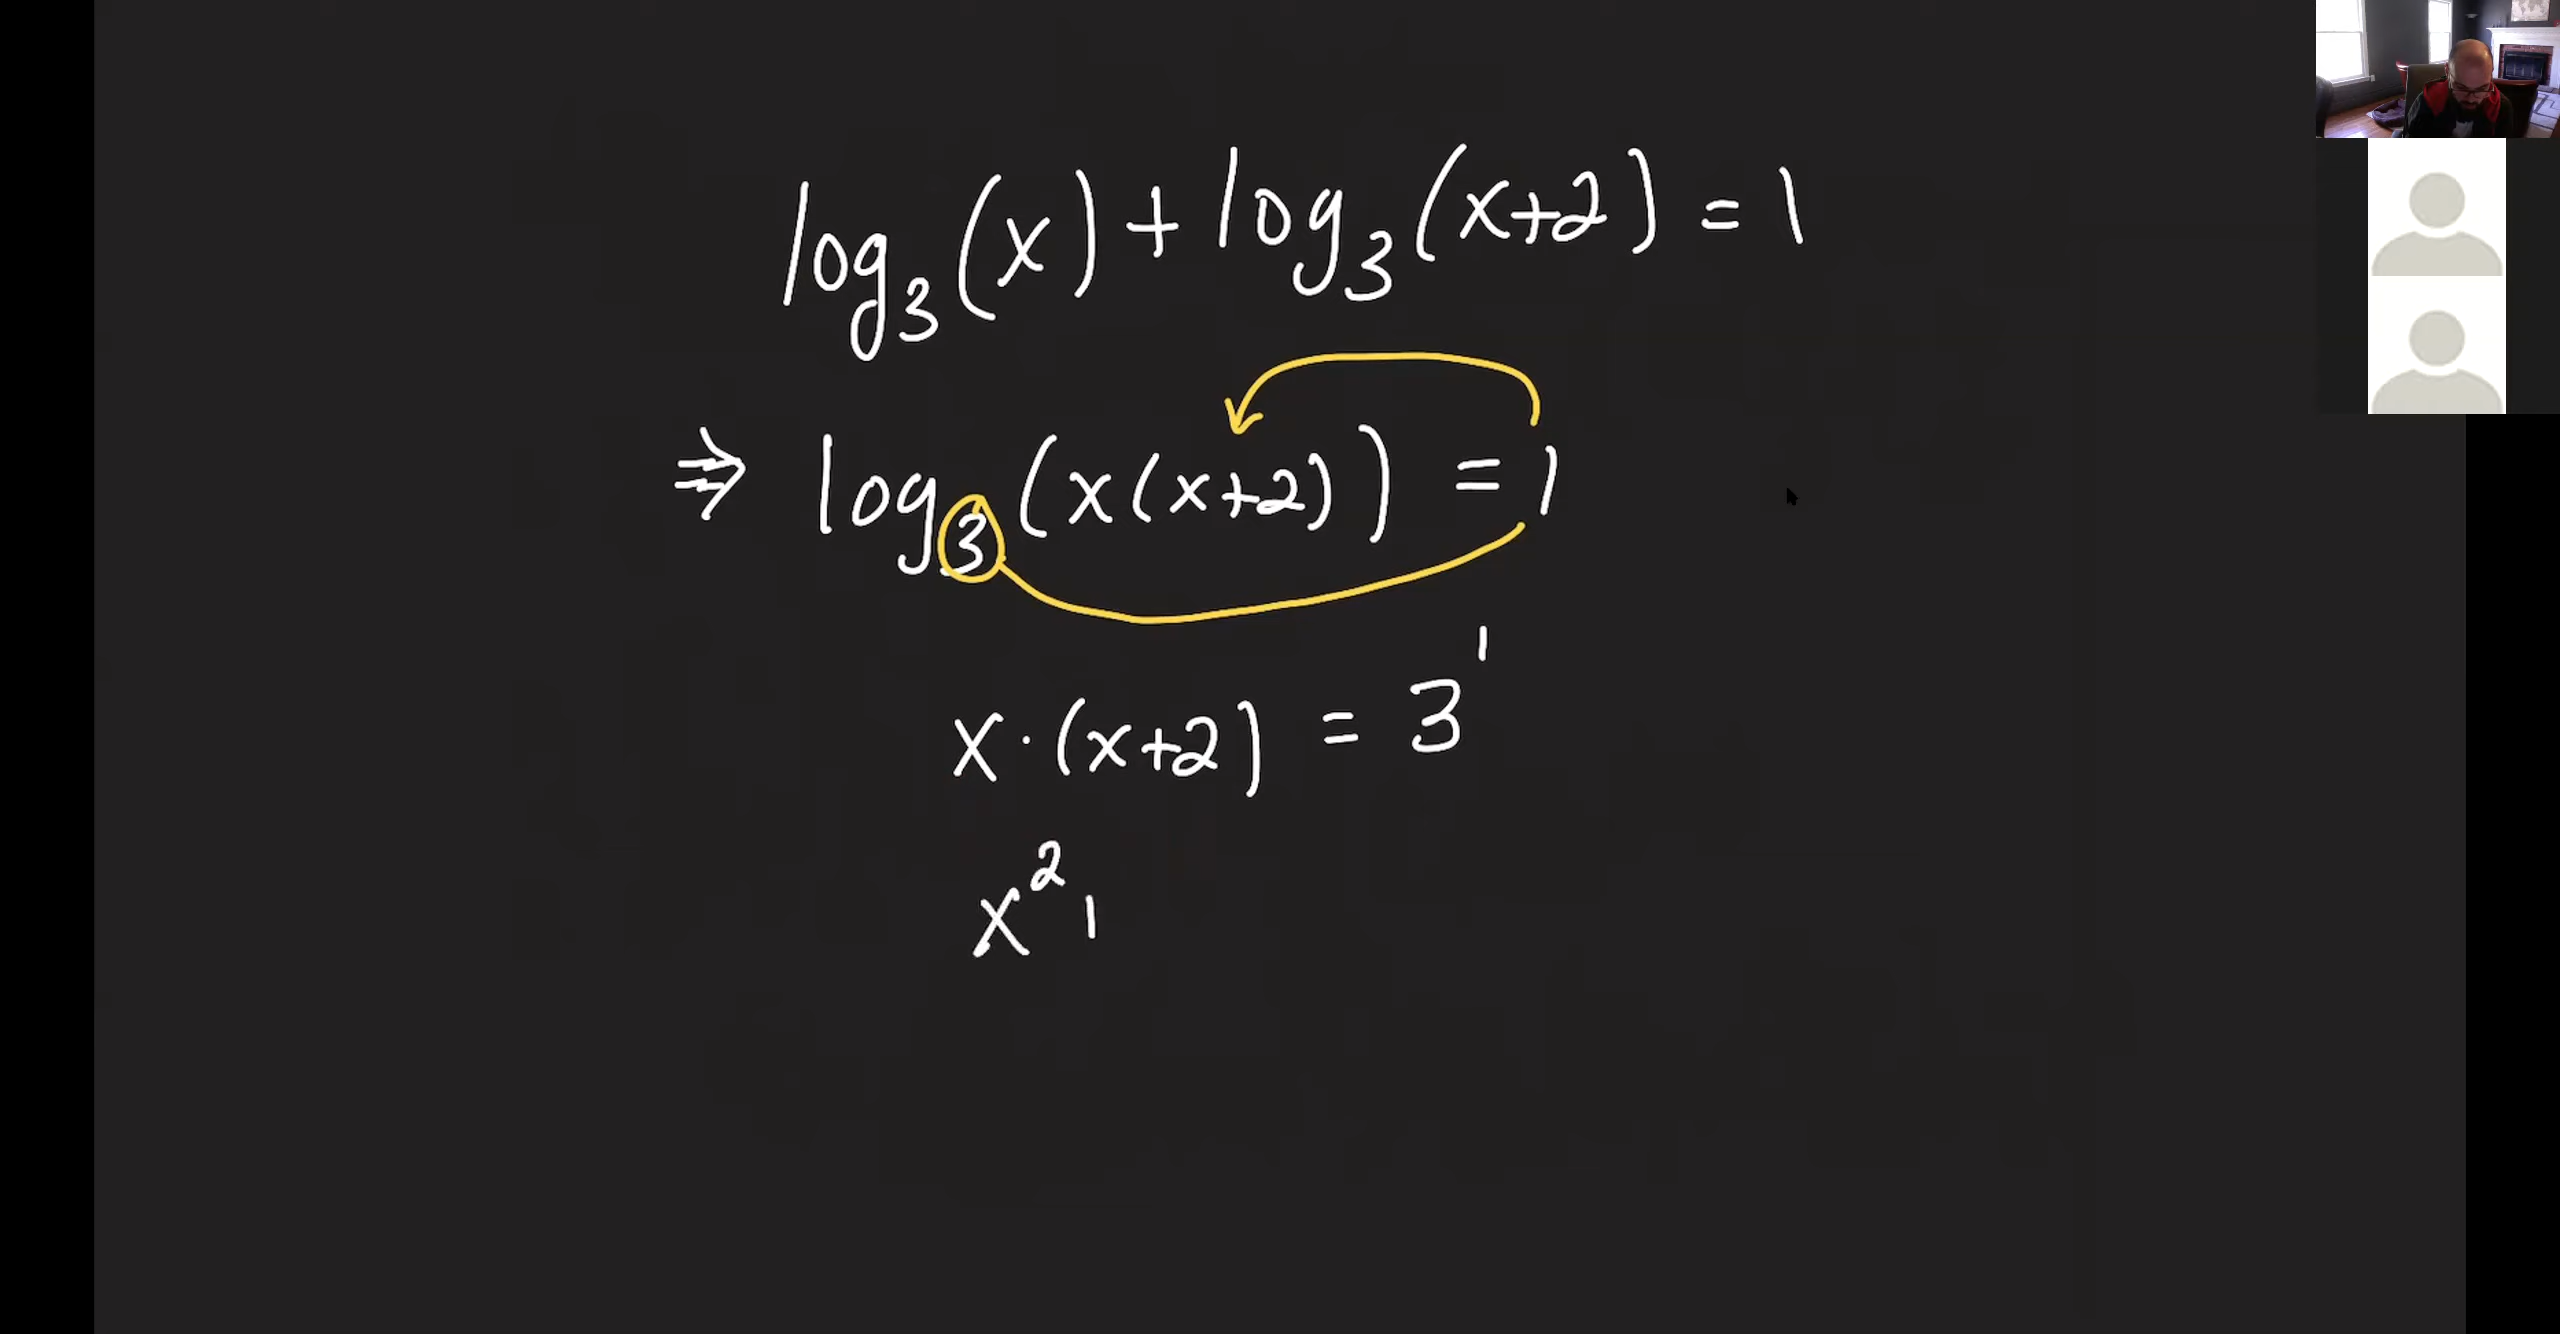 log₃(x) + log₃(x+2) = 1
⇒ log₃(x(x+2)) = 1
x · (x+2) = 3¹
x² ı